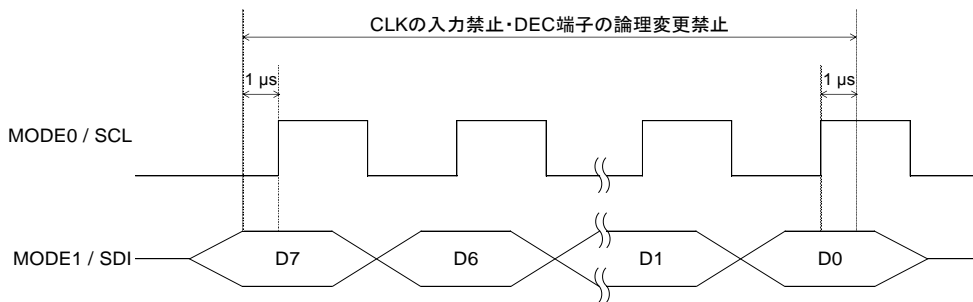 CLKの入力禁止・DEC端子の論理変更禁止
1 µs
1 µs
MODE0 / SCL
MODE1 / SDI
D7
D6
D1
D0